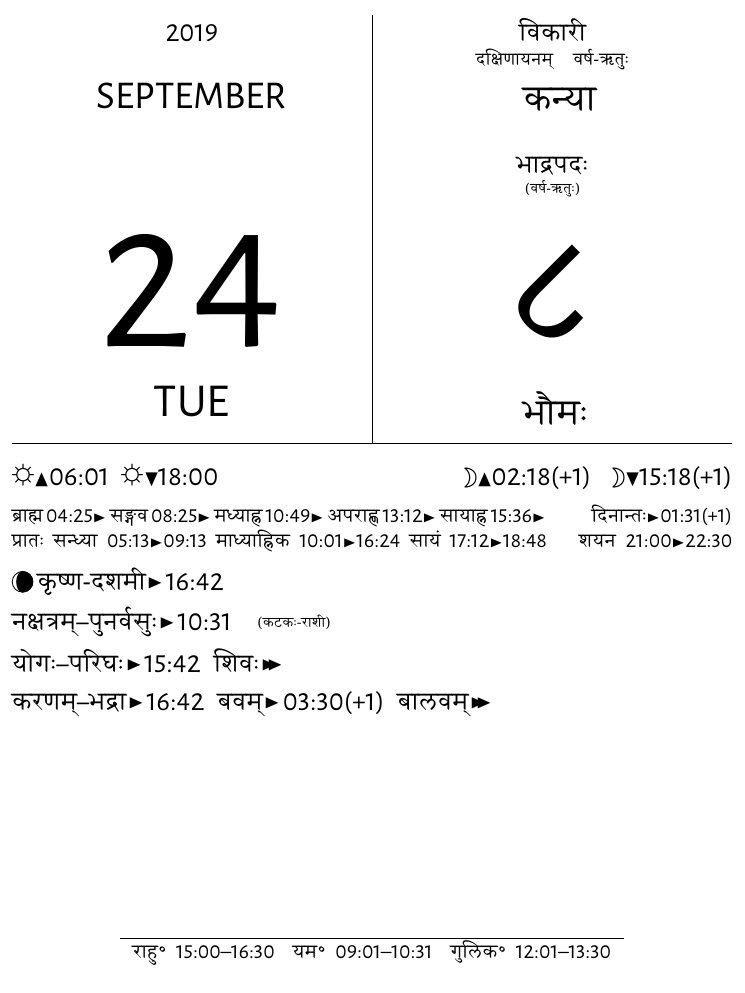 2019
SEPTEMBER
24
TUE
विकारी
दक्षिणायनम् वर्ष-ऋतुः
कन्या
भाद्रपदः
(वर्ष-ऋतुः)
८
भौमः
☼▲06:01 ☼▼18:00 ☽▲02:18(+1) ☽▼15:18(+1)
ब्राह्म 04:25► सङ्गव 08:25► मध्याह्न 10:49► अपराह्ण 13:12► सायाह्न 15:36► दिनान्तः►01:31(+1)
प्रातः सन्ध्या 05:13►09:13 माध्याह्निक 10:01►16:24 सायं 17:12►18:48 शयन 21:00►22:30
कृष्ण-दशमी►16:42
नक्षत्रम्–पुनर्वसुः►10:31 (कटकः-राशी)
योगः–परिघः►15:42 शिवः►►
करणम्–भद्रा►16:42 बवम्►03:30(+1) बालवम्►►
राहु° 15:00–16:30 यम° 09:01–10:31 गुलिक° 12:01–13:30